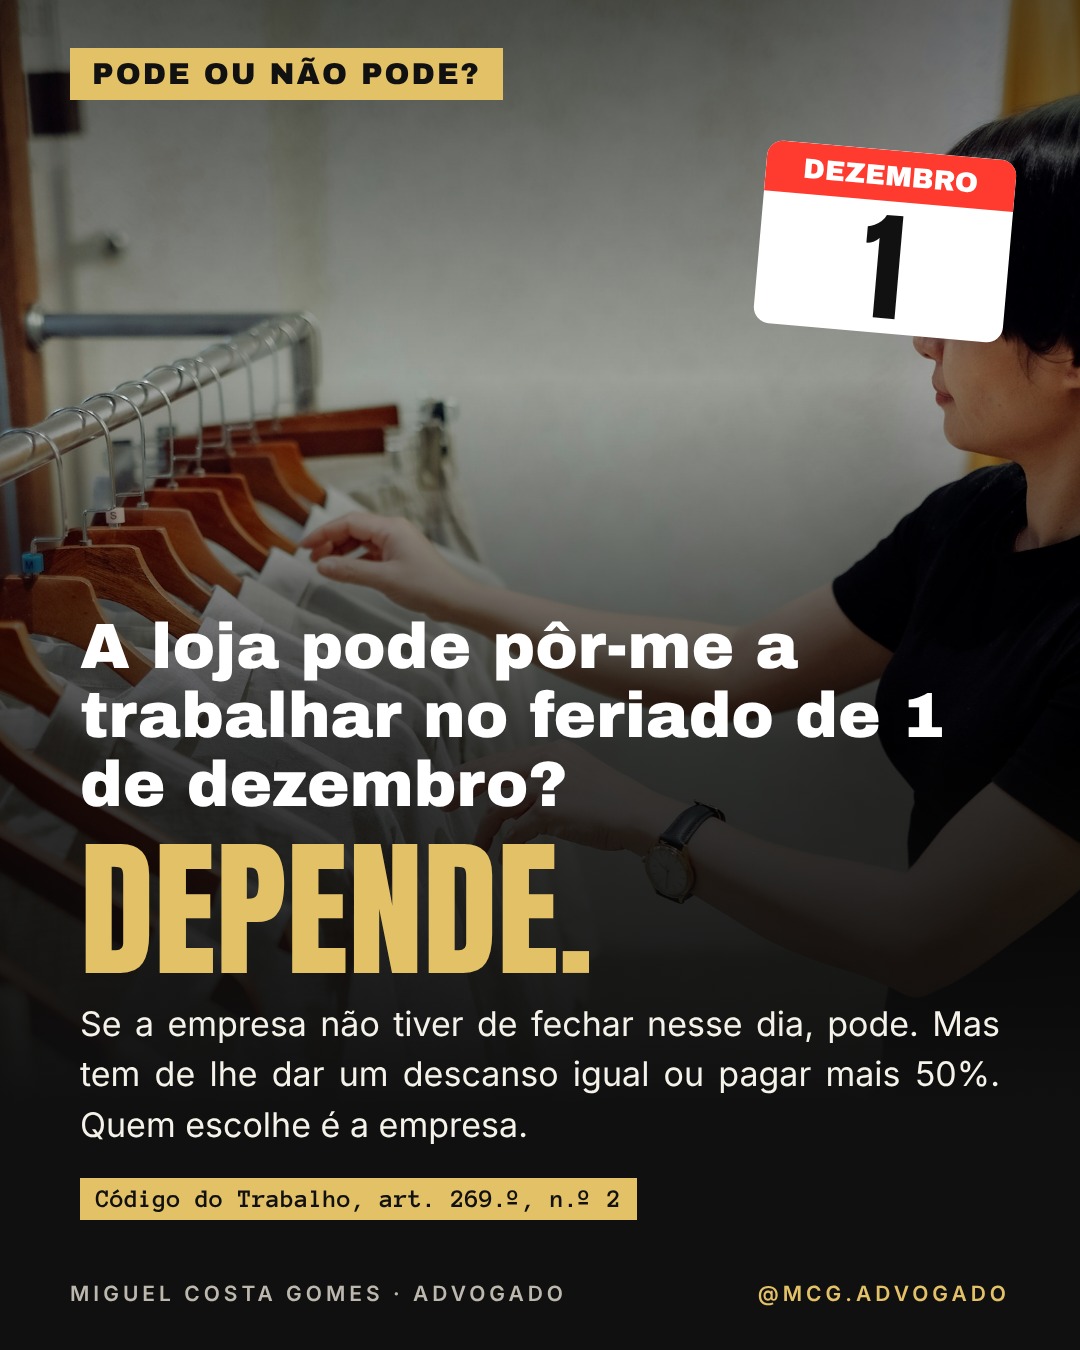 PODE OU NÃO PODE?
DEZEMBRO
1
S
M
A loja pode pôr-me a
trabalhar no feriado de 1
de dezembro?
DEPENDE.
Se a empresa não tiver de fechar nesse dia, pode. Mas
tem de lhe dar um descanso igual ou pagar mais 50%.
Quem escolhe é a empresa.
Código do Trabalho, art. 269.º, n.º 2
MIGUEL COSTA GOMES · ADVOGADO
@MCG.ADVOGADO